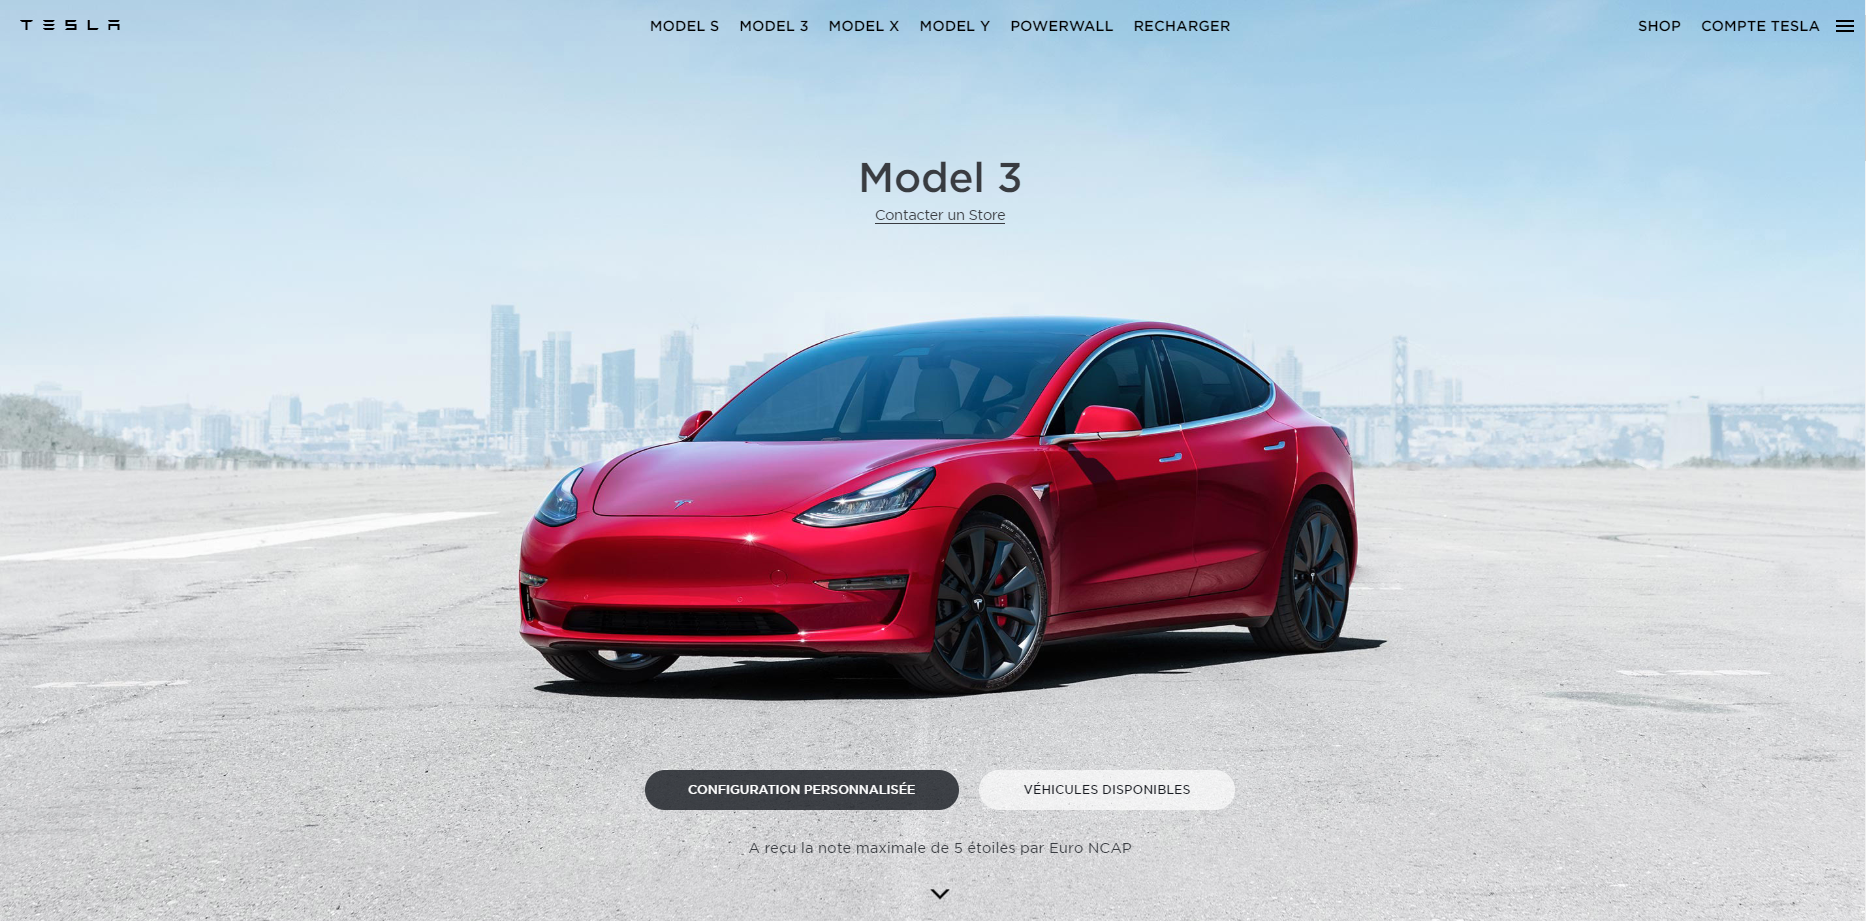 TESLA
MODEL S MODEL 3 MODEL X MODEL Y POWERWALL RECHARGER
SHOP COMPTE TESLA
Model 3
Contacter un Store
CONFIGURATION PERSONNALISÉE
VÉHICULES DISPONIBLES
A reçu la note maximale de 5 étoiles par Euro NCAP